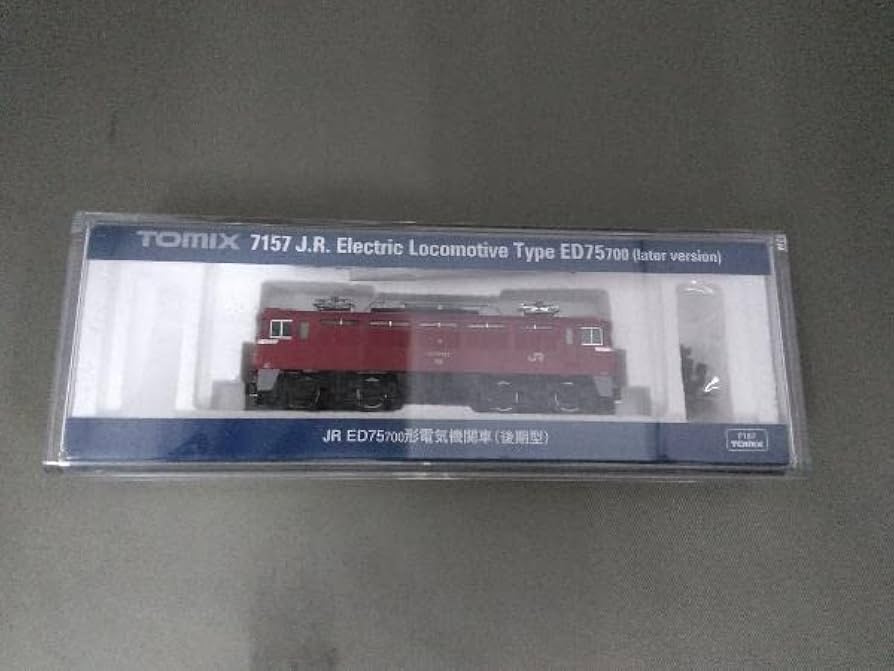 TOMIX 7157 J.R. Electric Locomotive Type ED75700 (later version)
JR
JR ED75700形電気機関車(後期型)
7157
TOMIX